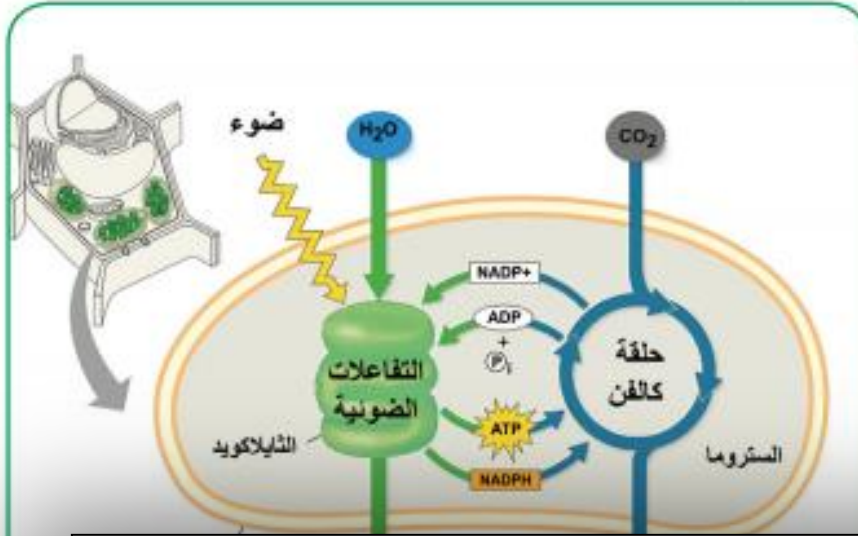 ضوء
H₂O
CO₂
NADP+
ADP
+
Pi
حلقة
كالفن
التفاعلات
الضوئية
ATP
NADPH
الثايلاكويد
الستروما